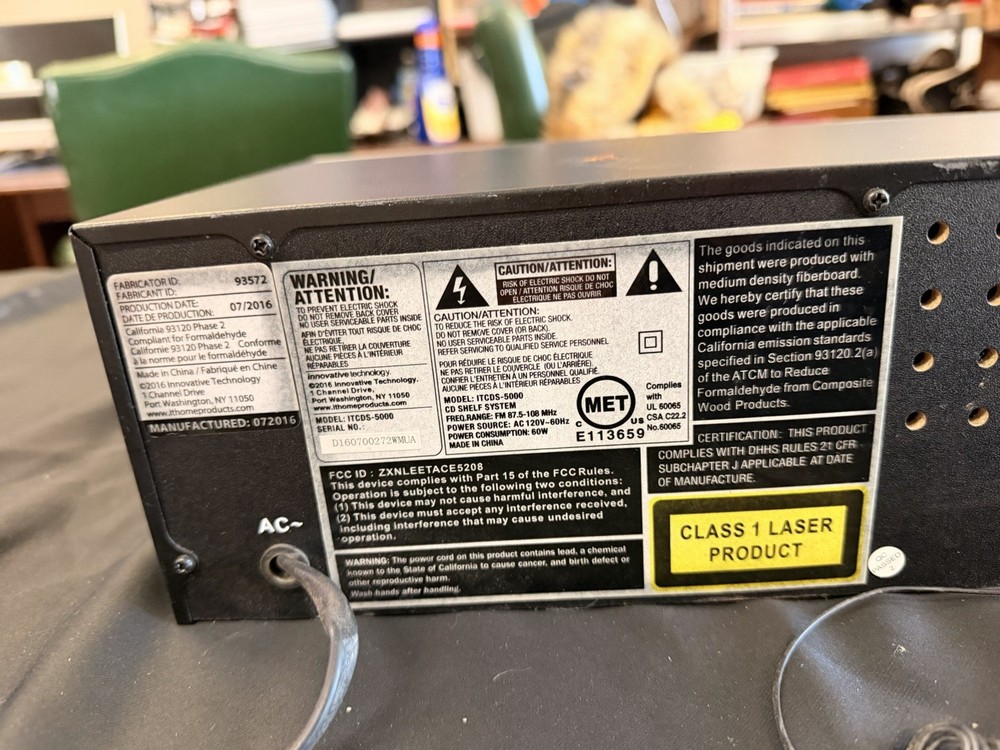 FABRICATOR ID: 93572
FABRICANT ID:
PRODUCTION DATE: 07/2016
DATE DE PRODUCTION:
California 93120 Phase 2
Compliant for Formaldehyde
Californie 93120 Phase 2 Conforme
à la norme pour le formaldéhyde
Made in China / Fabriqué en Chine
©2016 Innovative Technology
1 Channel Drive
Port Washington, NY 11050
www.ithomeproducts.com
MANUFACTURED: 072016
WARNING/
ATTENTION:
TO PREVENT ELECTRIC SHOCK
DO NOT REMOVE BACK COVER
NO USER SERVICEABLE PARTS INSIDE
AFIN D'ÉVITER TOUT RISQUE DE CHOC
ÉLECTRIQUE,
NE PAS RETIRER LA COUVERTURE
AUCUNE PIÈCES À L'INTÉRIEUR
RÉPARABLES
innovative technology.
©2016 Innovative Technology.
1 Channel Drive,
Port Washington, NY 11050
www.ithomeproducts.com
MODEL: ITCDS-5000
SERIAL NO.:
D160700272WMUA
CAUTION/ATTENTION:
RISK OF ELECTRIC SHOCK DO NOT
OPEN / ATTENTION RISQUE DE CHOC
ÉLECTRIQUE NE PAS OUVRIR
CAUTION/ATTENTION:
TO REDUCE THE RISK OF ELECTRIC SHOCK.
DO NOT REMOVE COVER (OR BACK).
NO USER SERVICEABLE PARTS INSIDE.
REFER SERVICING TO QUALIFIED SERVICE PERSONNEL
POUR RÉDUIRE LE RISQUE DE CHOC ÉLECTRIQUE
NE PAS RETIRER LE COUVERCLE (OU L'ARRIÈRE).
CONFIER L'ENTRETIEN A UN PERSONNEL QUALIFIÉ.
AUCUNE PIÈCES À L'INTÉRIEUR RÉPARABLES
MODEL: ITCDS-5000
CD SHELF SYSTEM
FREQ.RANGE: FM 87.5-108 MHz
POWER SOURCE: AC 120V~60Hz
POWER CONSUMPTION: 60W
MADE IN CHINA
MET
C US
E113659
Complies
with
UL 60065
CSA C22.2
No.60065
The goods indicated on this
shipment were produced with
medium density fiberboard.
We hereby certify that these
goods were produced in
compliance with the applicable
California emission standards
specified in Section 93120.2(a)
of the ATCM to Reduce
Formaldehyde from Composite
Wood Products.
CERTIFICATION: THIS PRODUCT
COMPLIES WITH DHHS RULES 21 CFR
SUBCHAPTER J APPLICABLE AT DATE
OF MANUFACTURE.
FCC ID : ZXNLEETACE5208
This device complies with Part 15 of the FCC Rules.
Operation is subject to the following two conditions:
(1) This device may not cause harmful interference, and
(2) This device must accept any interference received,
including interference that may cause undesired
operation.
WARNING: The power cord on this product contains lead, a chemical
known to the State of California to cause cancer, and birth defect or
other reproductive harm.
Wash hands after handling.
CLASS 1 LASER
PRODUCT
QC
PASSED
2
AC~